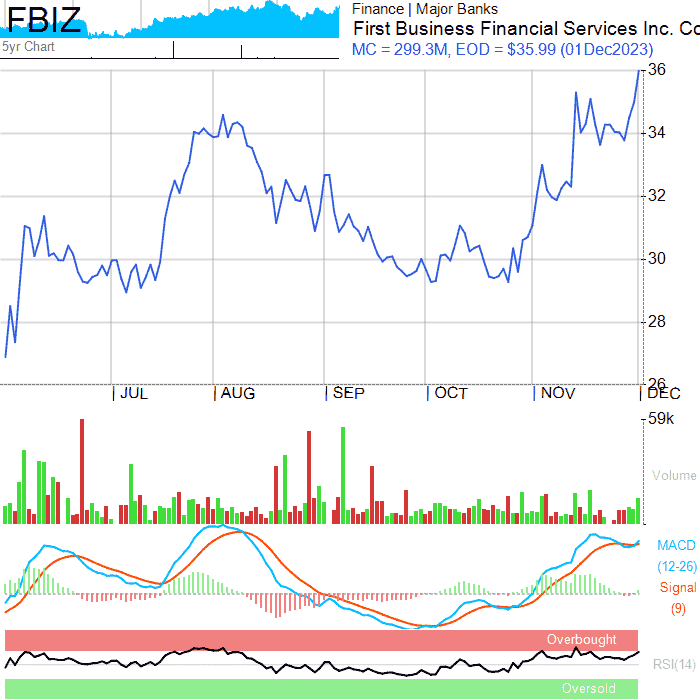 FBIZ
5yr Chart
Finance | Major Banks
First Business Financial Services Inc. Co
MC = 299.3M, EOD = $35.99 (01Dec2023)
36
34
32
30
28
26
JUL
AUG
SEP
OCT
NOV
DEC
59k
Volume
MACD
(12-26)
Signal
(9)
Overbought
RSI(14)
Oversold